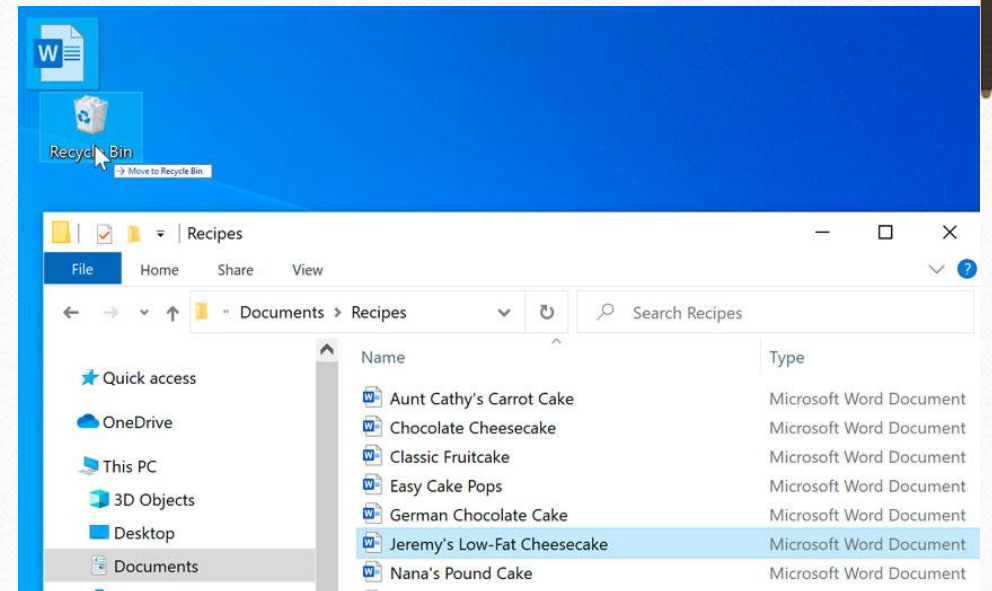 W
Recycle Bin
→ Move to Recycle Bin
Recipes
File Home Share View
Documents > Recipes Search Recipes
Name Type
Quick access
Aunt Cathy's Carrot Cake Microsoft Word Document
OneDrive
Chocolate Cheesecake Microsoft Word Document
Classic Fruitcake Microsoft Word Document
This PC
Easy Cake Pops Microsoft Word Document
3D Objects
German Chocolate Cake Microsoft Word Document
Desktop
Jeremy's Low-Fat Cheesecake Microsoft Word Document
Documents
Nana's Pound Cake Microsoft Word Document